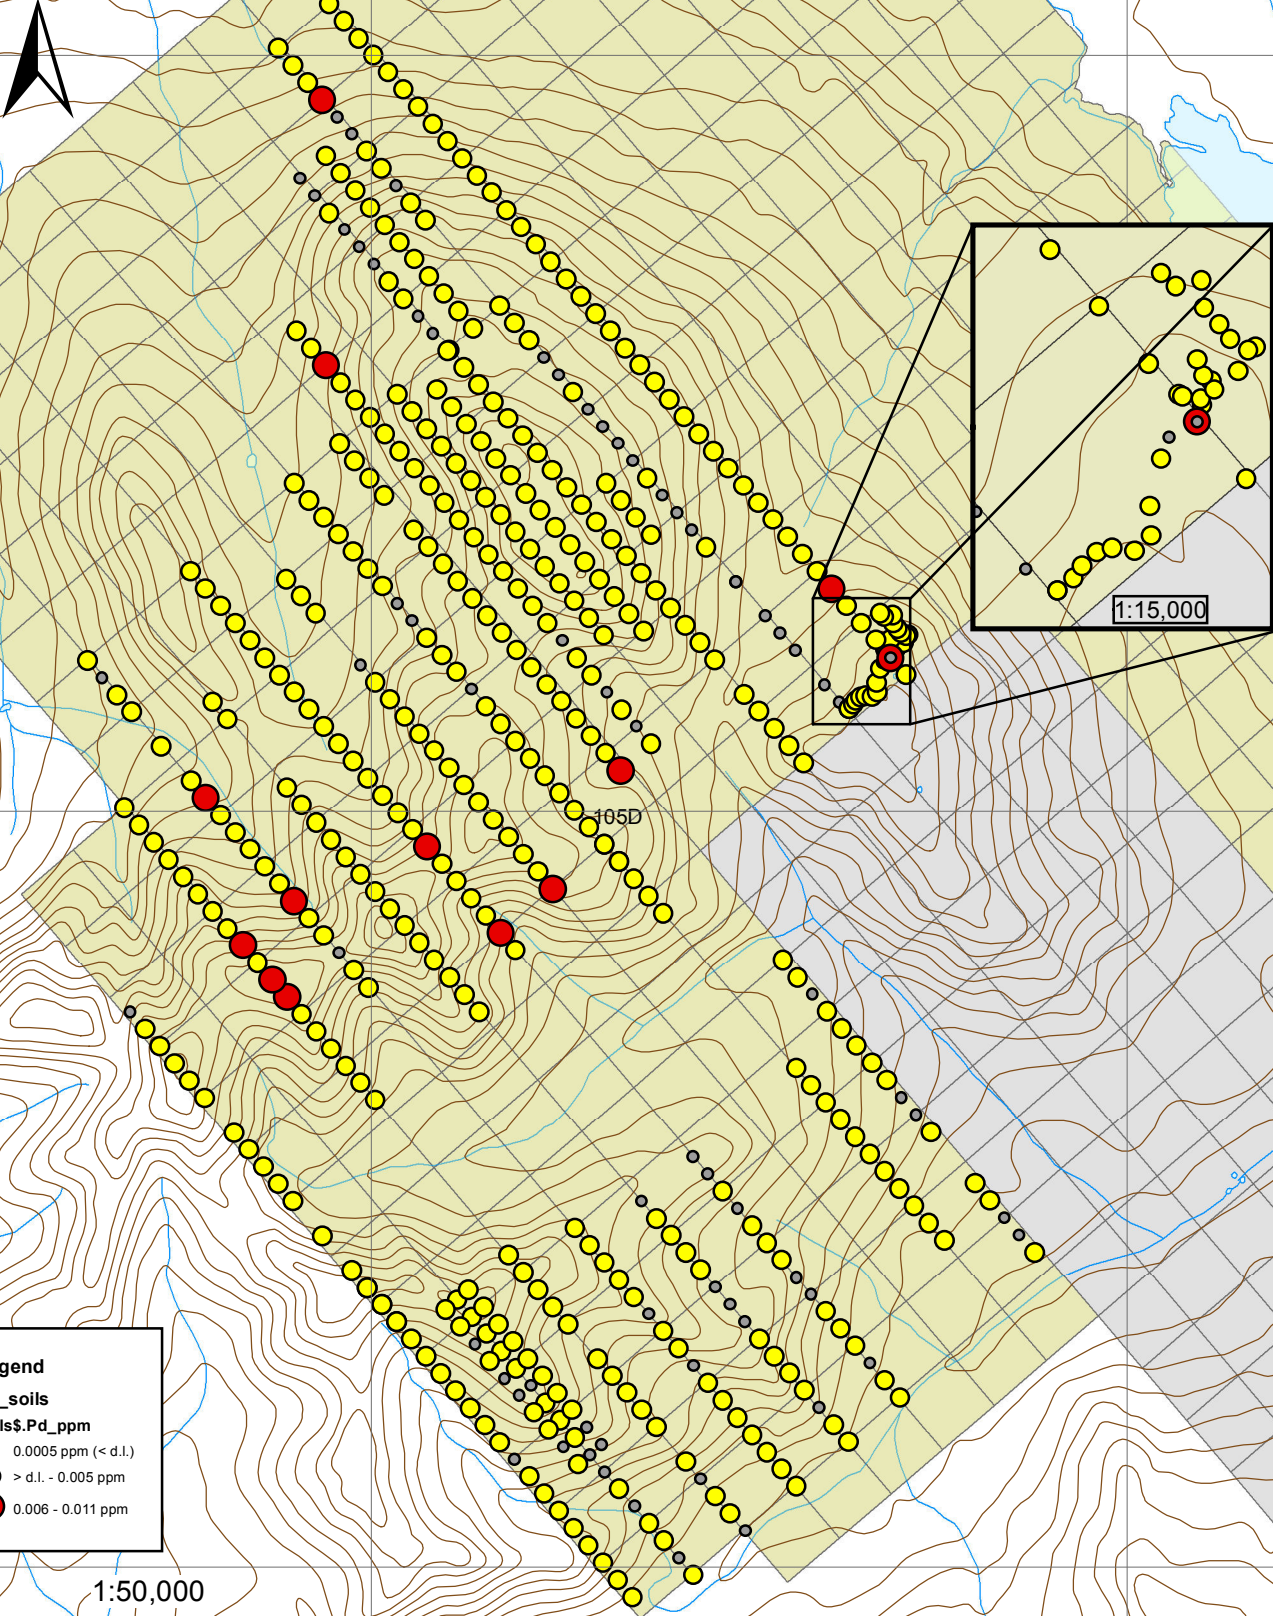 1:15,000
105D
gend
_soils
ls$.Pd_ppm
0.0005 ppm (< d.l.)
> d.l. - 0.005 ppm
0.006 - 0.011 ppm
1:50,000